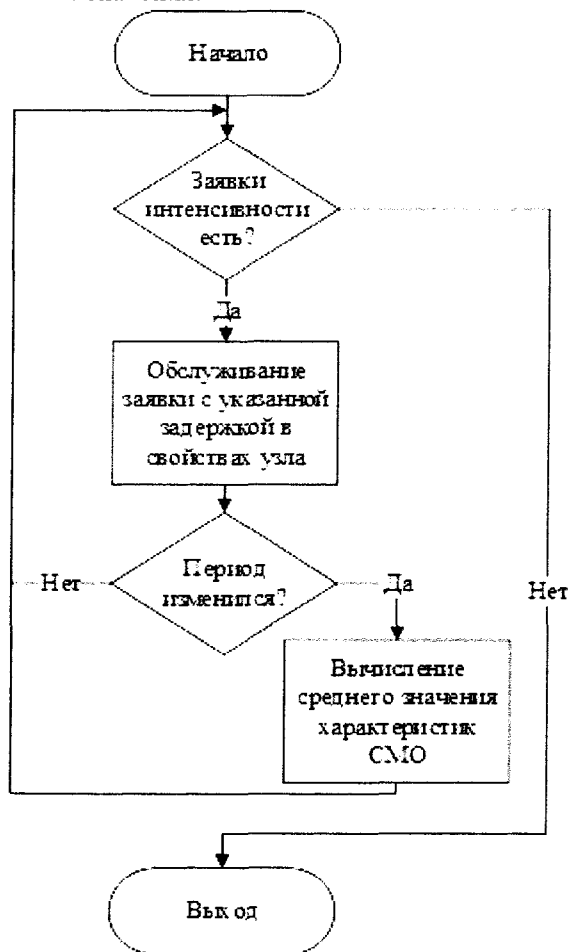 Начало
Заявки
интенсивности
есть?
Да
Обслуживание
заявки с указанной
задержкой в
свойствах узла
Нет
Период
изменился?
Да
Нет
Вычисление
среднего значения
характеристик
СМО
Выход